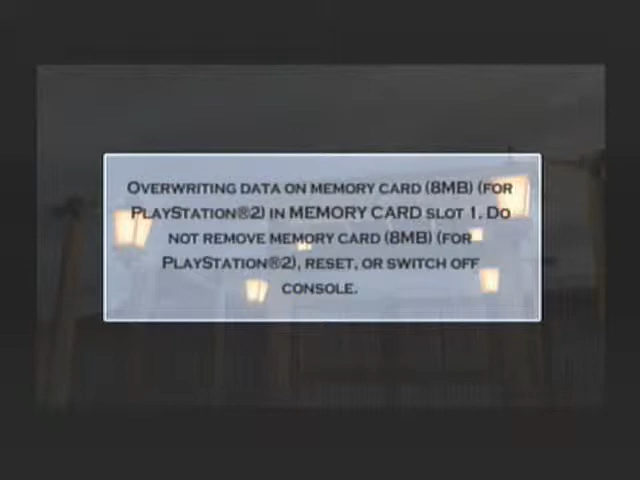 OVERWRITING DATA ON MEMORY CARD (8MB) (FOR
PLAYSTATION®2) IN MEMORY CARD SLOT 1. DO
NOT REMOVE MEMORY CARD (8MB) (FOR
PLAYSTATION®2), RESET, OR SWITCH OFF
CONSOLE.